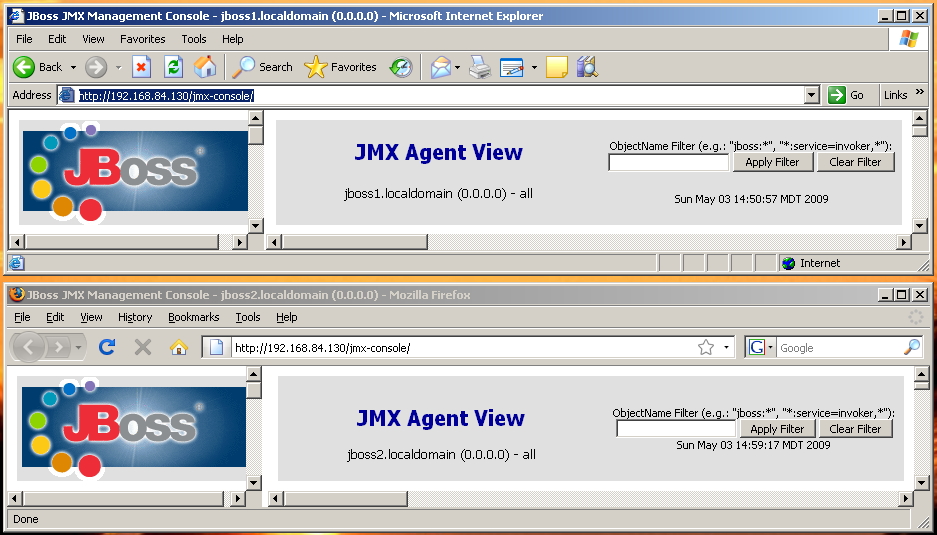 JBoss JMX Management Console - jboss1.localdomain (0.0.0.0) - Microsoft Internet Explorer
File Edit View Favorites Tools Help
Back Search Favorites
Address http://192.168.84.130/jmx-console/ Go Links »
JBoss
JMX Agent View
jboss1.localdomain (0.0.0.0) - all
ObjectName Filter (e.g.: "jboss:*", "*:service=invoker,*"):
Apply Filter Clear Filter
Sun May 03 14:50:57 MDT 2009
Internet
JBoss JMX Management Console - jboss2.localdomain (0.0.0.0) - Mozilla Firefox
File Edit View History Bookmarks Tools Help
http://192.168.84.130/jmx-console/ G Google
JBoss
JMX Agent View
jboss2.localdomain (0.0.0.0) - all
ObjectName Filter (e.g.: "jboss:*", "*:service=invoker,*"):
Apply Filter Clear Filter
Sun May 03 14:59:17 MDT 2009
Done